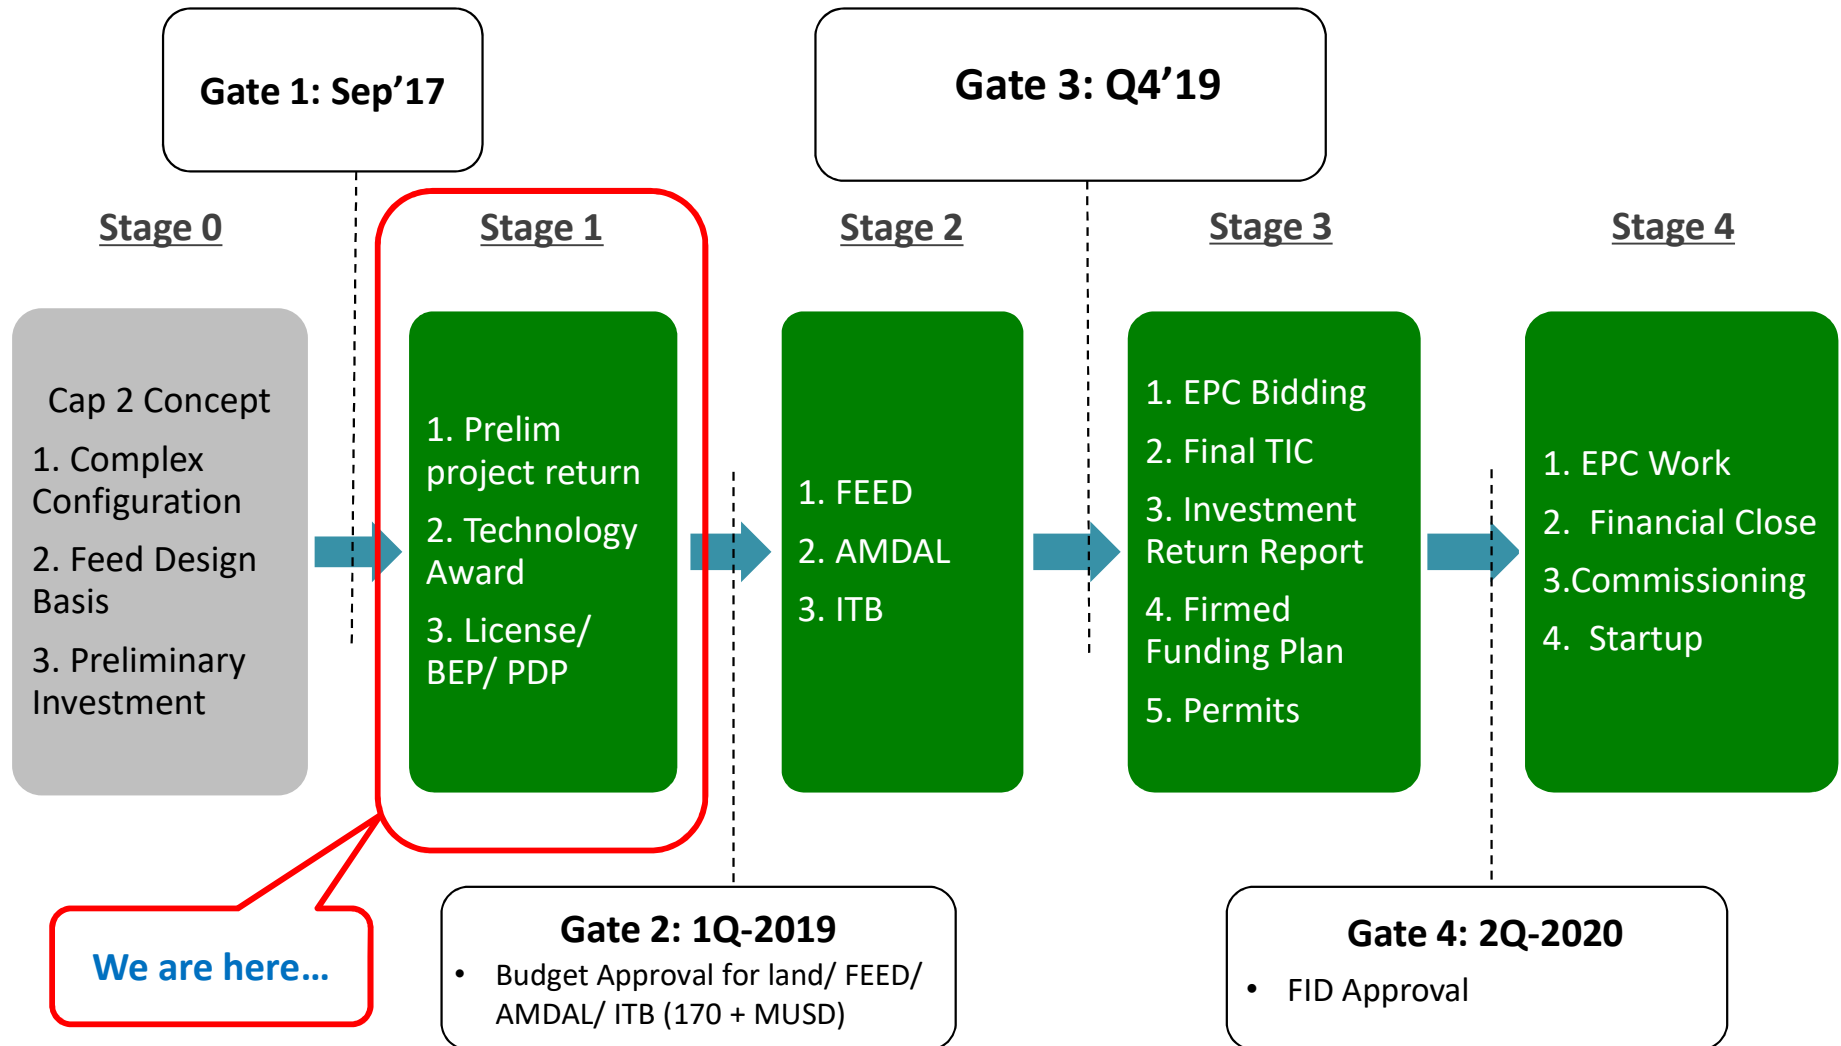 Gate 1: Sep’17
Gate 3: Q4’19
Stage 0
Stage 1
Stage 2
Stage 3
Stage 4
Cap 2 Concept
1. Complex
Configuration
2. Feed Design
Basis
3. Preliminary
Investment
1. Prelim
project return
2. Technology
Award
3. License/
BEP/ PDP
1. FEED
2. AMDAL
3. ITB
1. EPC Bidding
2. Final TIC
3. Investment
Return Report
4. Firmed
Funding Plan
5. Permits
1. EPC Work
2.  Financial Close
3.Commissioning
4.  Startup
We are here…
Gate 2: 1Q-2019
• Budget Approval for land/ FEED/
AMDAL/ ITB (170 + MUSD)
Gate 4: 2Q-2020
• FID Approval